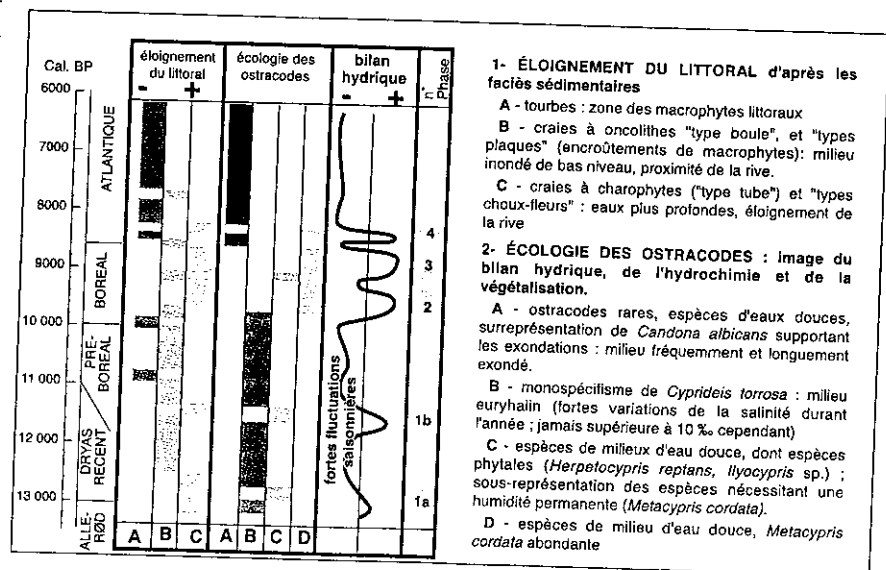 Cal. BP
6000
7000
8000
9000
10 000
11 000
12 000
13 000
ATLANTIQUE
BOREAL
PRE-
BOREAL
DRYAS
RECENT
ALLE-
RØD
éloignement
du littoral
- +
écologie des
ostracodes
bilan
hydrique
- +
n° Phase
4
3
2
1b
1a
fortes fluctuations
saisonnières
A B C A B C D
1- ÉLOIGNEMENT DU LITTORAL d'après les
faciès sédimentaires
A - tourbes : zone des macrophytes littoraux
B - craies à oncolithes "type boule", et "types
plaques" (encroûtements de macrophytes): milieu
inondé de bas niveau, proximité de la rive.
C - craies à charophytes ("type tube") et "types
choux-fleurs" : eaux plus profondes, éloignement de
la rive
2- ÉCOLOGIE DES OSTRACODES : image du
bilan hydrique, de l'hydrochimie et de la
végétalisation.
A - ostracodes rares, espèces d'eaux douces,
surreprésentation de Candona albicans supportant
les exondations : milieu fréquemment et longuement
exondé.
B - monospécifisme de Cyprideis torrosa : milieu
euryhalin (fortes variations de la salinité durant
l'année ; jamais supérieure à 10 ‰ cependant)
C - espèces de milieux d'eau douce, dont espèces
phytales (Herpetocypris reptans, Ilyocypris sp.) ;
sous-représentation des espèces nécessitant une
humidité permanente (Metacypris cordata).
D - espèces de milieu d'eau douce, Metacypris
cordata abondante